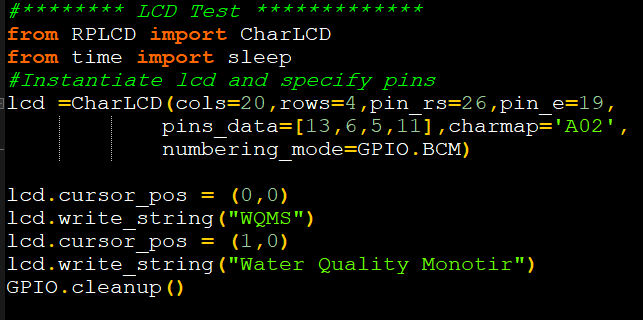 #******** LCD Test *************
from RPLCD import CharLCD
from time import sleep
#Instantiate lcd and specify pins
lcd =CharLCD(cols=20,rows=4,pin_rs=26,pin_e=19,
pins_data=[13,6,5,11],charmap='A02',
numbering_mode=GPIO.BCM)
lcd.cursor_pos = (0,0)
lcd.write_string("WQMS")
lcd.cursor_pos = (1,0)
lcd.write_string("Water Quality Monotir")
GPIO.cleanup()